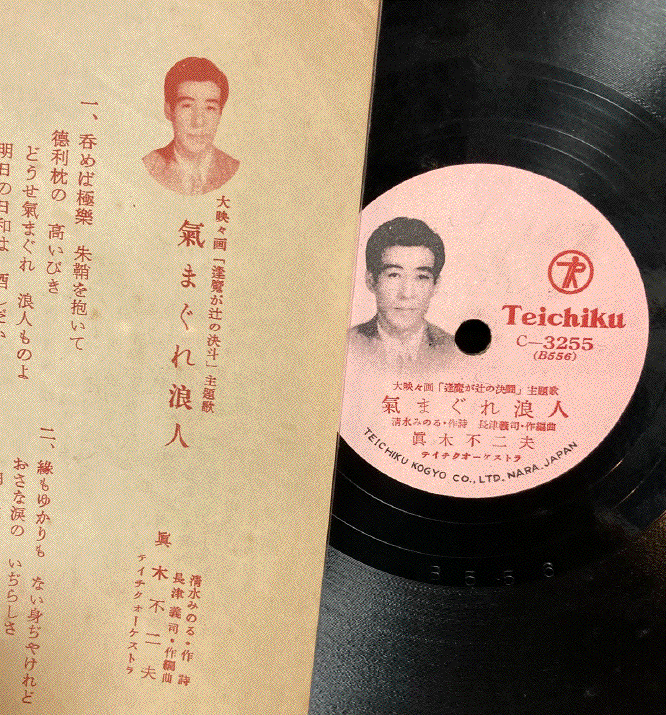 大映々画「逢魔が辻の決斗」主題歌
氣まぐれ浪人
清水みのる・作詩
長津義司・作編曲
眞木不二夫
テイチクオーケストラ
一、呑めば極樂 朱鞘を抱いて
德利枕の 高いびき
どうせ氣まぐれ 浪人ものよ
明日の日和は
二、緣もゆかりも ない身ぢやけれど
おさな淚の いぢらしさ
Teichiku
C-3255
(B556)
大映々画「逢魔が辻の決闘」主題歌
氣まぐれ浪人
清水みのる・作詩 長津義司・作編曲
眞木不二夫
テイチクオーケストラ
TEICHIKU KOGYO CO., LTD. NARA. JAPAN
B556